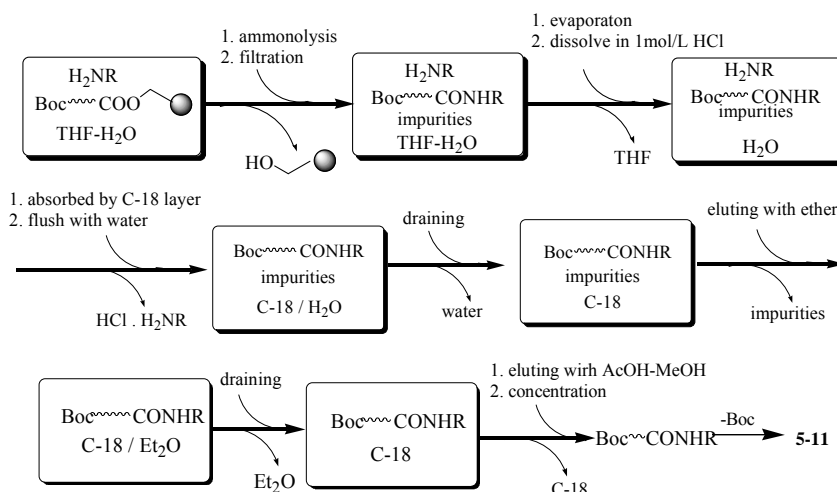 1. ammonolysis
2. filtration
1. evaporaton
2. dissolve in 1mol/L HCl
H₂NR
Boc COO
THF-H₂O
HO
H₂NR
Boc CONHR
impurities
THF-H₂O
THF
H₂NR
Boc CONHR
impurities
H₂O
1. absorbed by C-18 layer
2. flush with water
HCl . H₂NR
Boc CONHR
impurities
C-18 / H₂O
draining
water
Boc CONHR
impurities
C-18
eluting with ether
impurities
Boc CONHR
C-18 / Et₂O
draining
Et₂O
Boc CONHR
C-18
1. eluting wirh AcOH-MeOH
2. concentration
C-18
Boc CONHR
-Boc
5-11